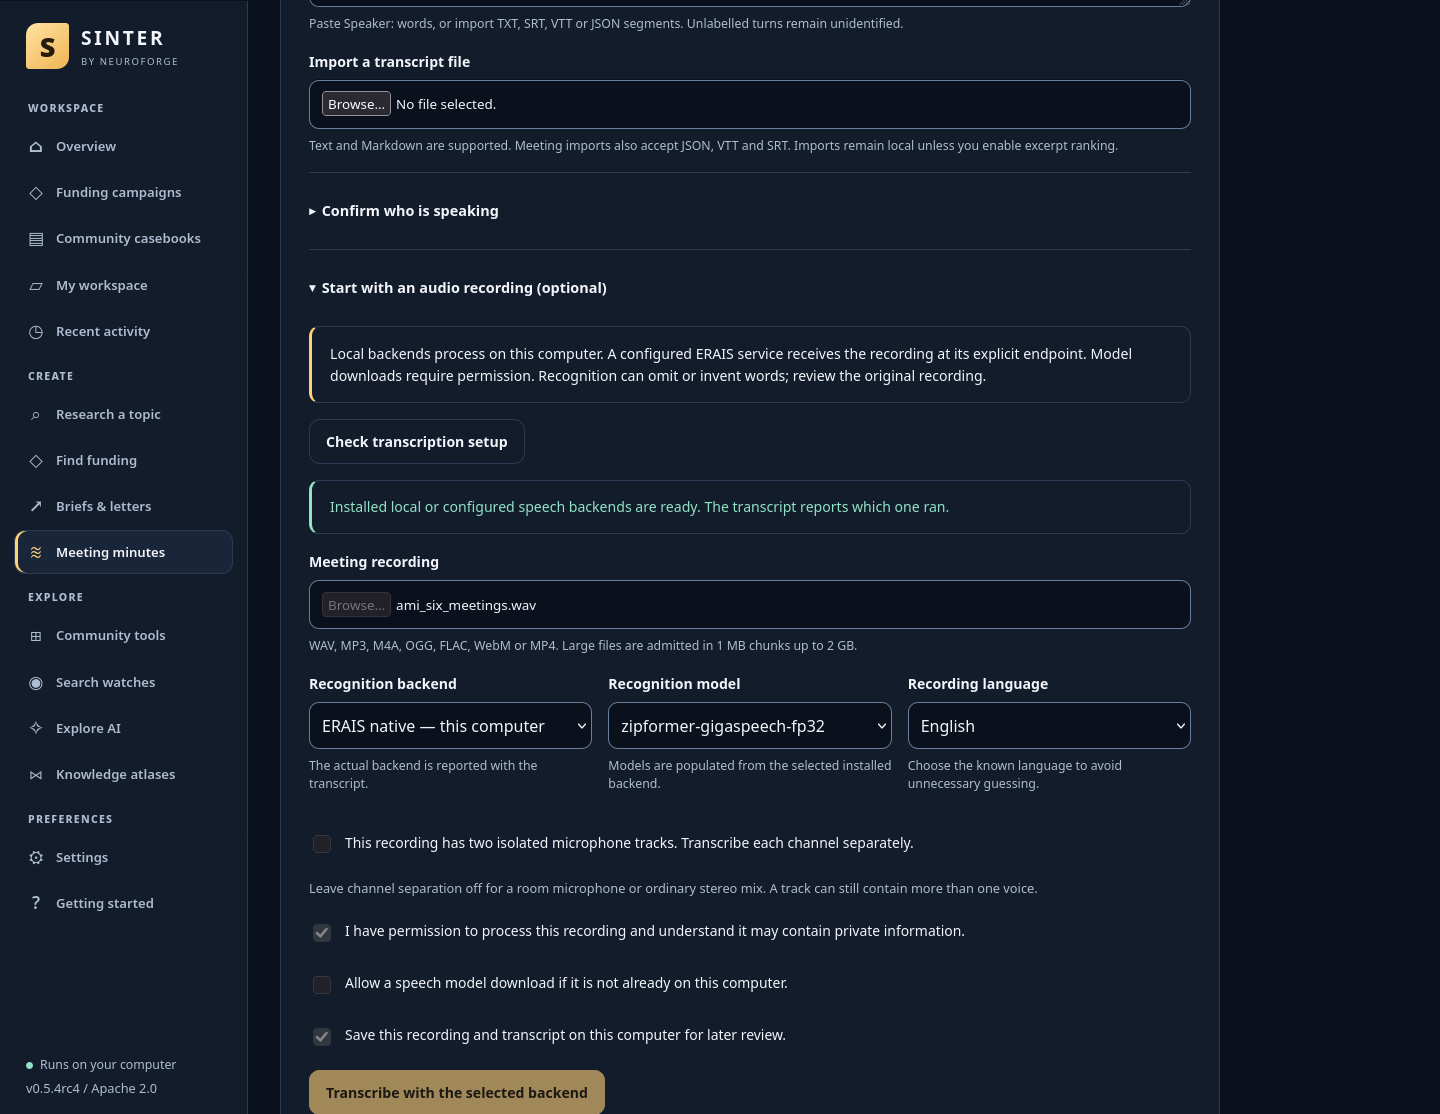 S
SINTER
BY NEUROFORGE
WORKSPACE
Overview
Funding campaigns
Community casebooks
My workspace
Recent activity
CREATE
Research a topic
Find funding
Briefs & letters
Meeting minutes
EXPLORE
Community tools
Search watches
Explore AI
Knowledge atlases
PREFERENCES
Settings
? Getting started
Runs on your computer
v0.5.4rc4 / Apache 2.0
Paste Speaker: words, or import TXT, SRT, VTT or JSON segments. Unlabelled turns remain unidentified.
Import a transcript file
Browse... No file selected.
Text and Markdown are supported. Meeting imports also accept JSON, VTT and SRT. Imports remain local unless you enable excerpt ranking.
Confirm who is speaking
Start with an audio recording (optional)
Local backends process on this computer. A configured ERAIS service receives the recording at its explicit endpoint. Model
downloads require permission. Recognition can omit or invent words; review the original recording.
Check transcription setup
Installed local or configured speech backends are ready. The transcript reports which one ran.
Meeting recording
Browse... ami_six_meetings.wav
WAV, MP3, M4A, OGG, FLAC, WebM or MP4. Large files are admitted in 1 MB chunks up to 2 GB.
Recognition backend
ERAIS native — this computer
The actual backend is reported with the
transcript.
Recognition model
zipformer-gigaspeech-fp32
Models are populated from the selected installed
backend.
Recording language
English
Choose the known language to avoid
unnecessary guessing.
This recording has two isolated microphone tracks. Transcribe each channel separately.
Leave channel separation off for a room microphone or ordinary stereo mix. A track can still contain more than one voice.
I have permission to process this recording and understand it may contain private information.
Allow a speech model download if it is not already on this computer.
Save this recording and transcript on this computer for later review.
Transcribe with the selected backend